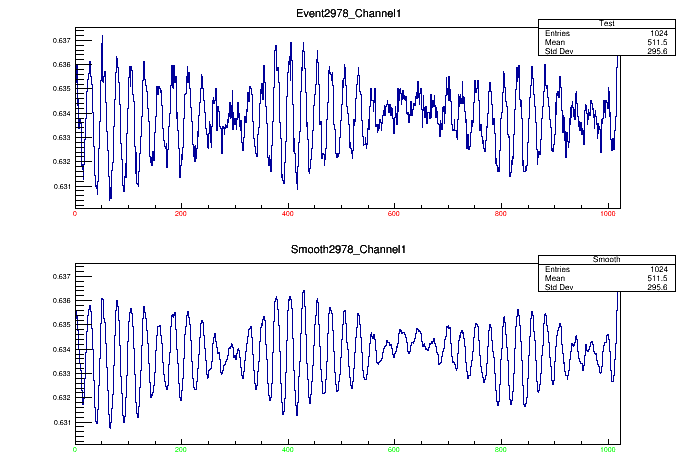 Event2978_Channel1
Test
Entries 1024
Mean 511.5
Std Dev 295.6
0.637
0.636
0.635
0.634
0.633
0.632
0.631
0 200 400 600 800 1000
Smooth2978_Channel1
Smooth
Entries 1024
Mean 511.5
Std Dev 295.6
0.637
0.636
0.635
0.634
0.633
0.632
0.631
0 200 400 600 800 1000